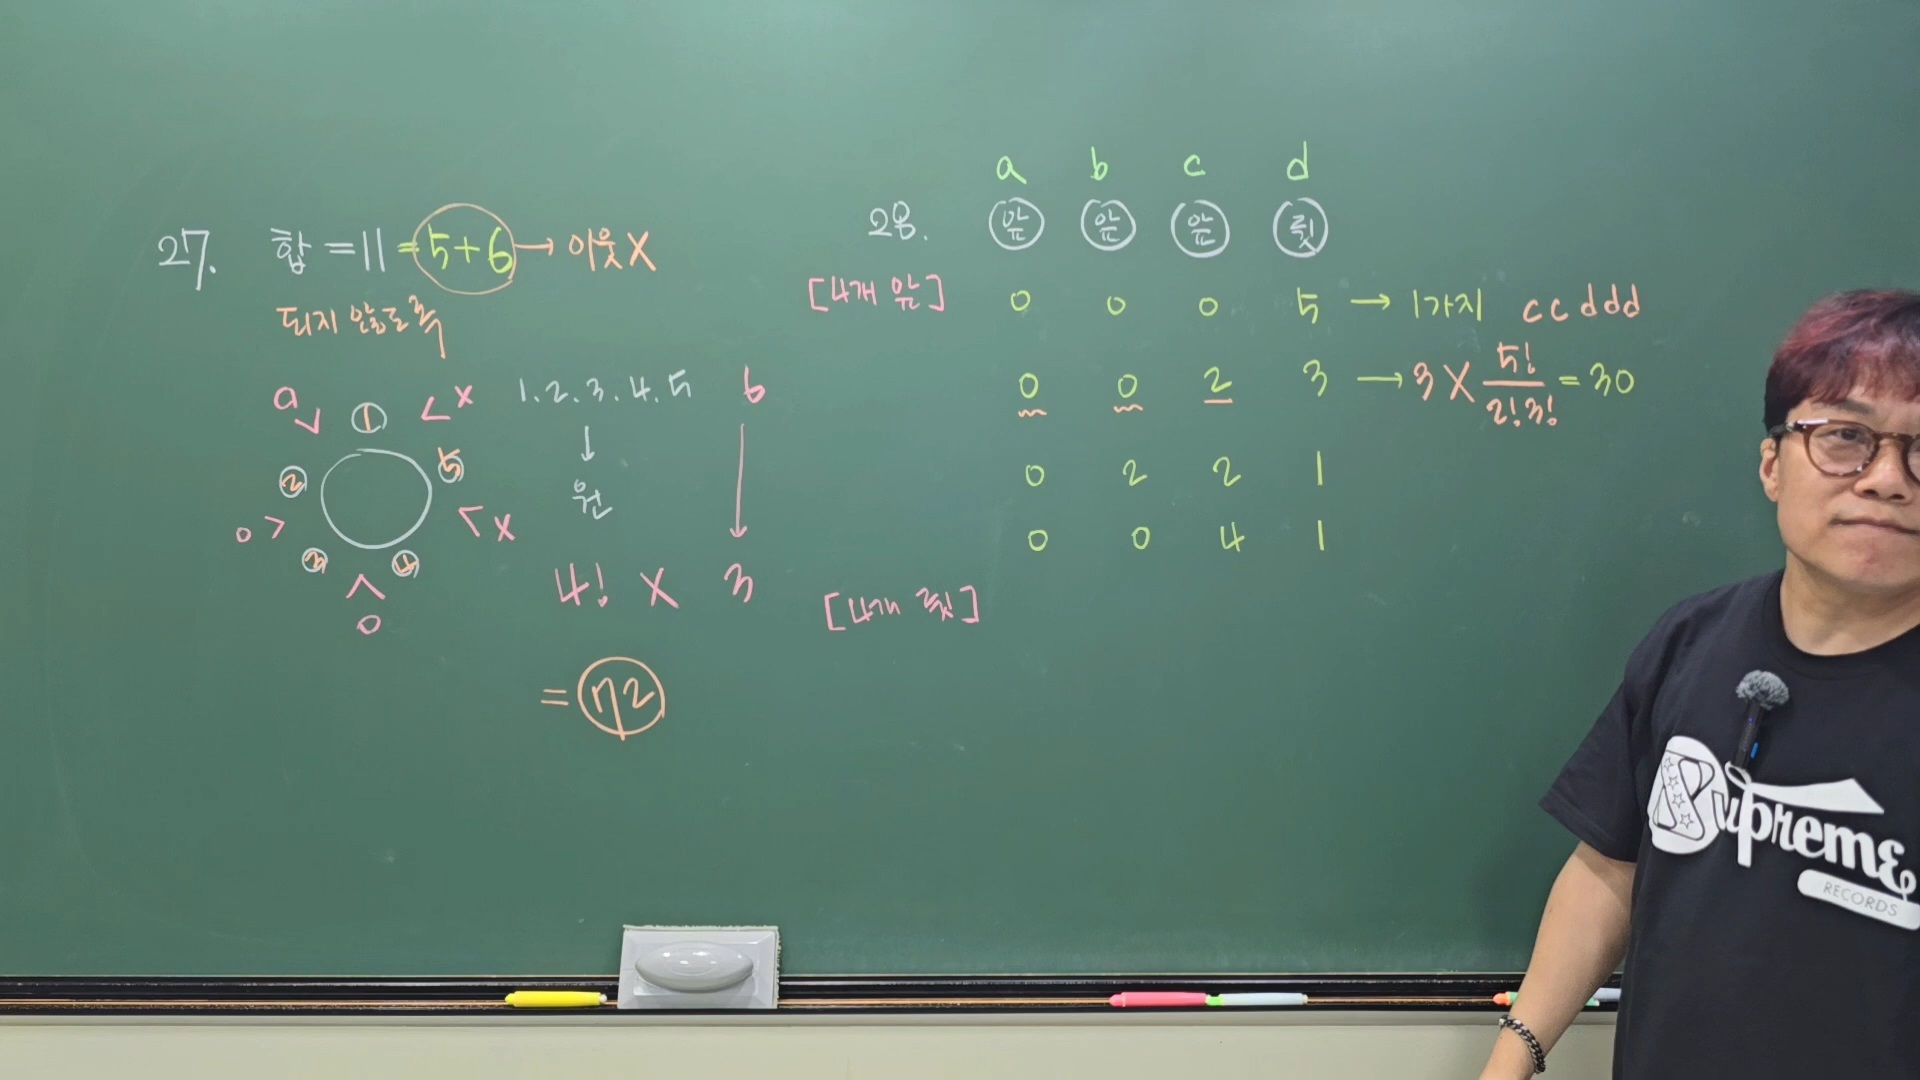 27. 합 = 11 = 5+6 → 이웃X
되지 않도록
a
x
①
②
⑤
③
④
o
x
o
1. 2. 3. 4. 5 6
↓
원
4! X 3
= 72
a b c d
28. 앞 앞 앞 뒷
[4개 앞] 0 0 0 5 → 1가지 ccddd
0 0 2 3 → 3 X 5!/2!3! = 30
0 2 2 1
0 0 4 1
[4개 뒷]
Supreme
RECORDS